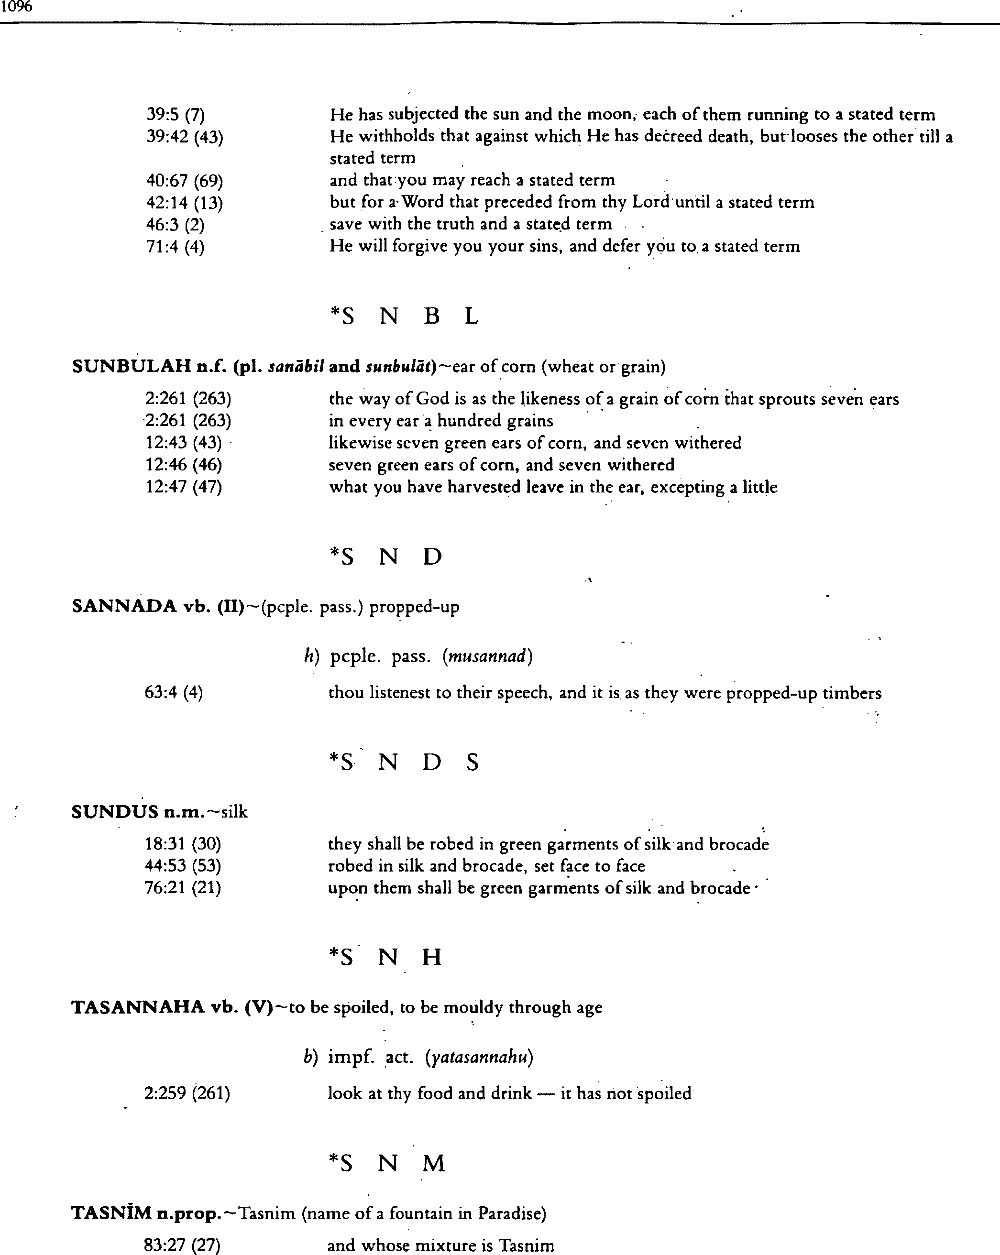 1096
39:5 (7) He has subjected the sun and the moon, each of them running to a stated term
39:42 (43) He withholds that against which He has decreed death, but looses the other till a
stated term
40:67 (69) and that you may reach a stated term
42:14 (13) but for a Word that preceded from thy Lord until a stated term
46:3 (2) save with the truth and a stated term
71:4 (4) He will forgive you your sins, and defer you to a stated term
*S N B L
SUNBULAH n.f. (pl. sanābil and sunbulāt)~ear of corn (wheat or grain)
2:261 (263) the way of God is as the likeness of a grain of corn that sprouts seven ears
2:261 (263) in every ear a hundred grains
12:43 (43) likewise seven green ears of corn, and seven withered
12:46 (46) seven green ears of corn, and seven withered
12:47 (47) what you have harvested leave in the ear, excepting a little
*S N D
SANNADA vb. (II)~(pcple. pass.) propped-up
h) pcple. pass. (musannad)
63:4 (4) thou listenest to their speech, and it is as they were propped-up timbers
*S N D S
SUNDUS n.m.~silk
18:31 (30) they shall be robed in green garments of silk and brocade
44:53 (53) robed in silk and brocade, set face to face
76:21 (21) upon them shall be green garments of silk and brocade
*S N H
TASANNAHA vb. (V)~to be spoiled, to be mouldy through age
b) impf. act. (yatasannahu)
2:259 (261) look at thy food and drink — it has not spoiled
*S N M
TASNĪM n.prop.~Tasnim (name of a fountain in Paradise)
83:27 (27) and whose mixture is Tasnim